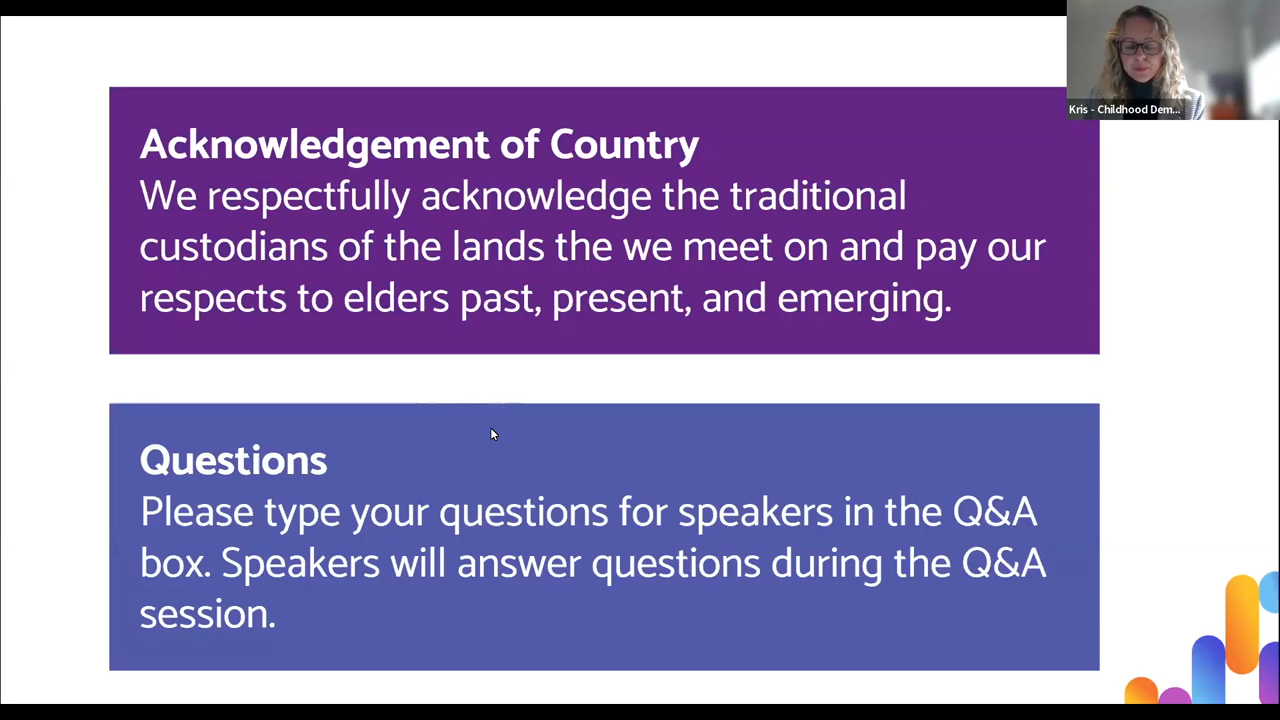 Kris - Childhood Dem...
Acknowledgement of Country
We respectfully acknowledge the traditional
custodians of the lands the we meet on and pay our
respects to elders past, present, and emerging.
Questions
Please type your questions for speakers in the Q&A
box. Speakers will answer questions during the Q&A
session.